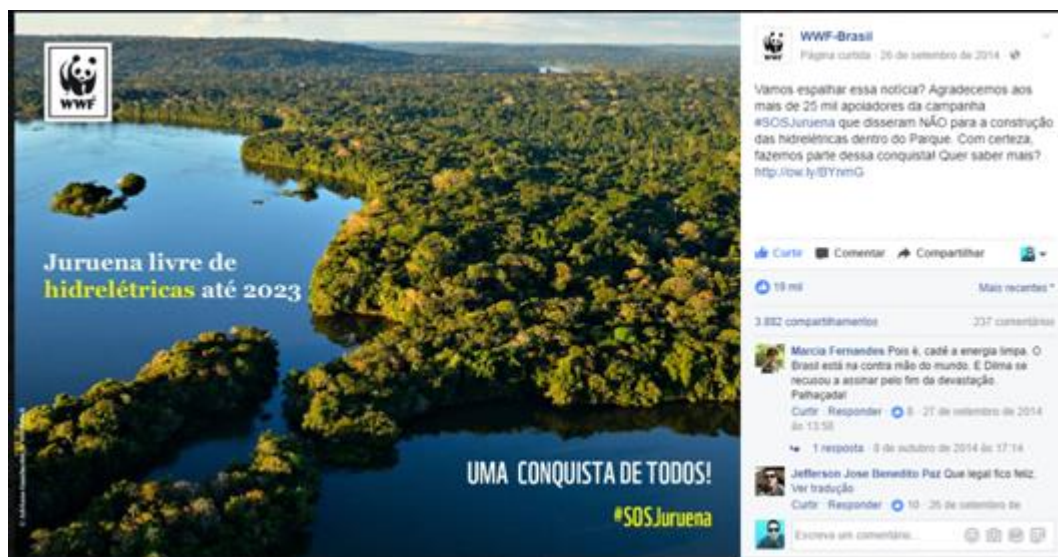 WWF
Juruena livre de
hidrelétricas até 2023
UMA CONQUISTA DE TODOS!
#SOSJuruena
WWF-Brasil
Página curtida · 26 de setembro de 2014
Vamos espalhar essa notícia? Agradecemos aos
mais de 25 mil apoiadores da campanha
#SOSJuruena que disseram NÃO para a construção
das hidrelétricas dentro do Parque. Com certeza,
fazemos parte dessa conquista! Quer saber mais?
http://ow.ly/BYnmG
Curtir Comentar Compartilhar
19 mil Mais recentes
3.882 compartilhamentos 237 comentários
Marcia Fernandes Pois é, cadê a energia limpa. O
Brasil está na contra mão do mundo. E Dilma se
recusou a assinar pelo fim da devastação.
Palhaçada!
Curtir · Responder · 8 · 27 de setembro de 2014
às 13:58
1 resposta · 8 de outubro de 2014 às 17:14
Jefferson Jose Benedito Paz Que legal fico feliz.
Ver tradução
Curtir · Responder · 10 · 26 de setembro de
Escreva um comentário...